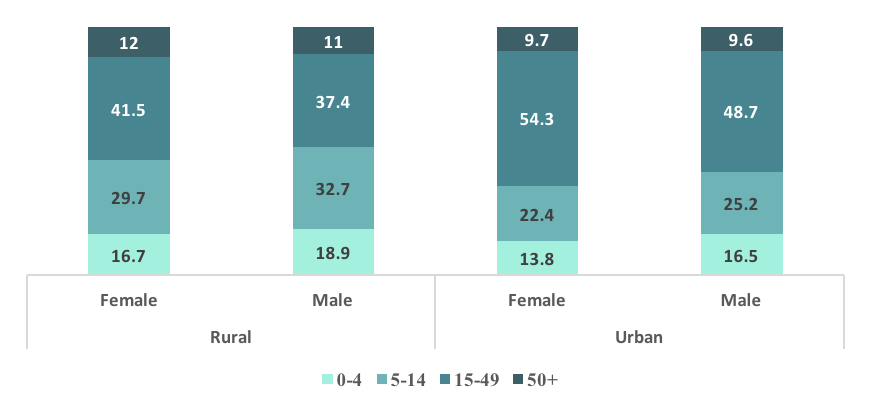 12 11 9.7 9.6
41.5 37.4 54.3 48.7
29.7 32.7 22.4 25.2
16.7 18.9 13.8 16.5
Female Male Female Male
Rural Urban
0-4 5-14 15-49 50+